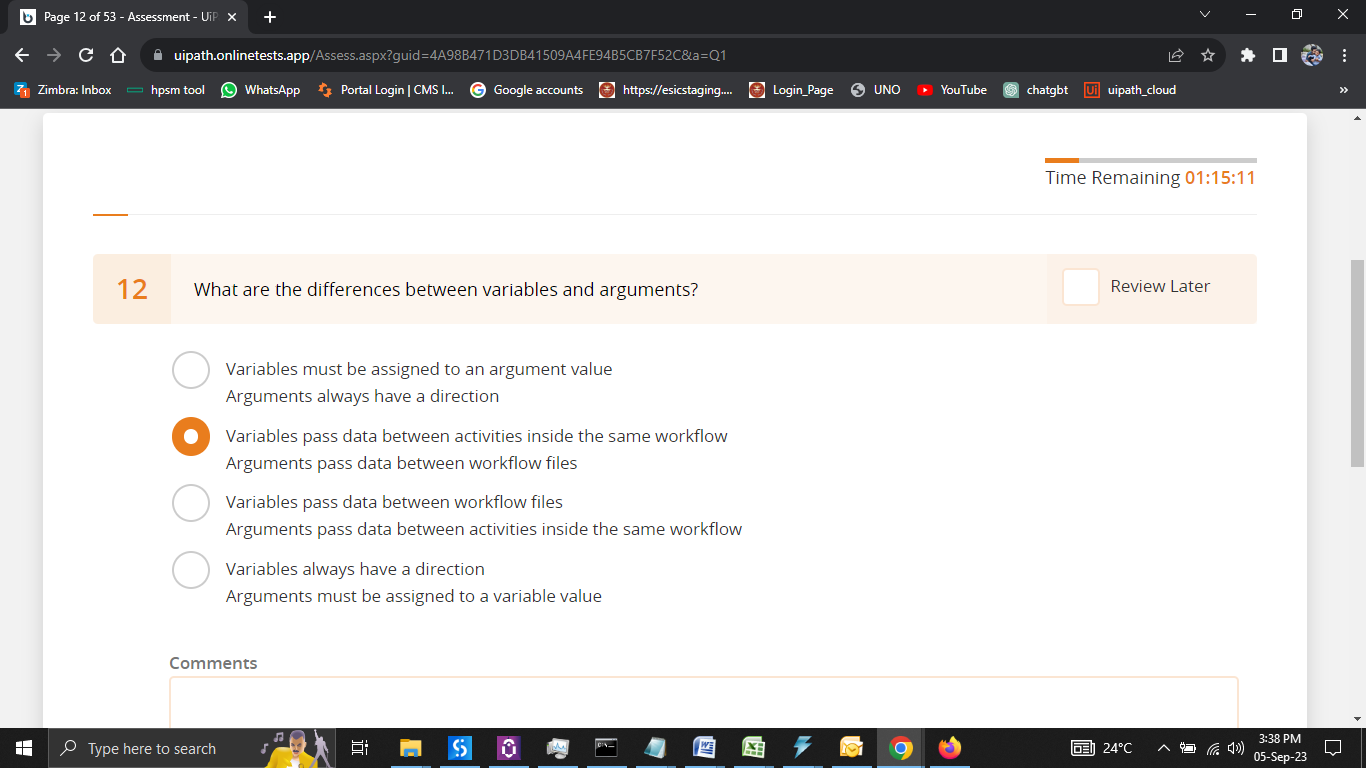 Page 12 of 53 - Assessment - UiP
uipath.onlinetests.app/Assess.aspx?guid=4A98B471D3DB41509A4FE94B5CB7F52C&a=Q1
Zimbra: Inbox hpsm tool WhatsApp Portal Login | CMS I... Google accounts https://esicstaging.... Login_Page UNO YouTube chatgbt Ui uipath_cloud »
Time Remaining 01:15:11
12 What are the differences between variables and arguments? Review Later
Variables must be assigned to an argument value
Arguments always have a direction
Variables pass data between activities inside the same workflow
Arguments pass data between workflow files
Variables pass data between workflow files
Arguments pass data between activities inside the same workflow
Variables always have a direction
Arguments must be assigned to a variable value
Comments
Type here to search 24°C 3:38 PM
05-Sep-23